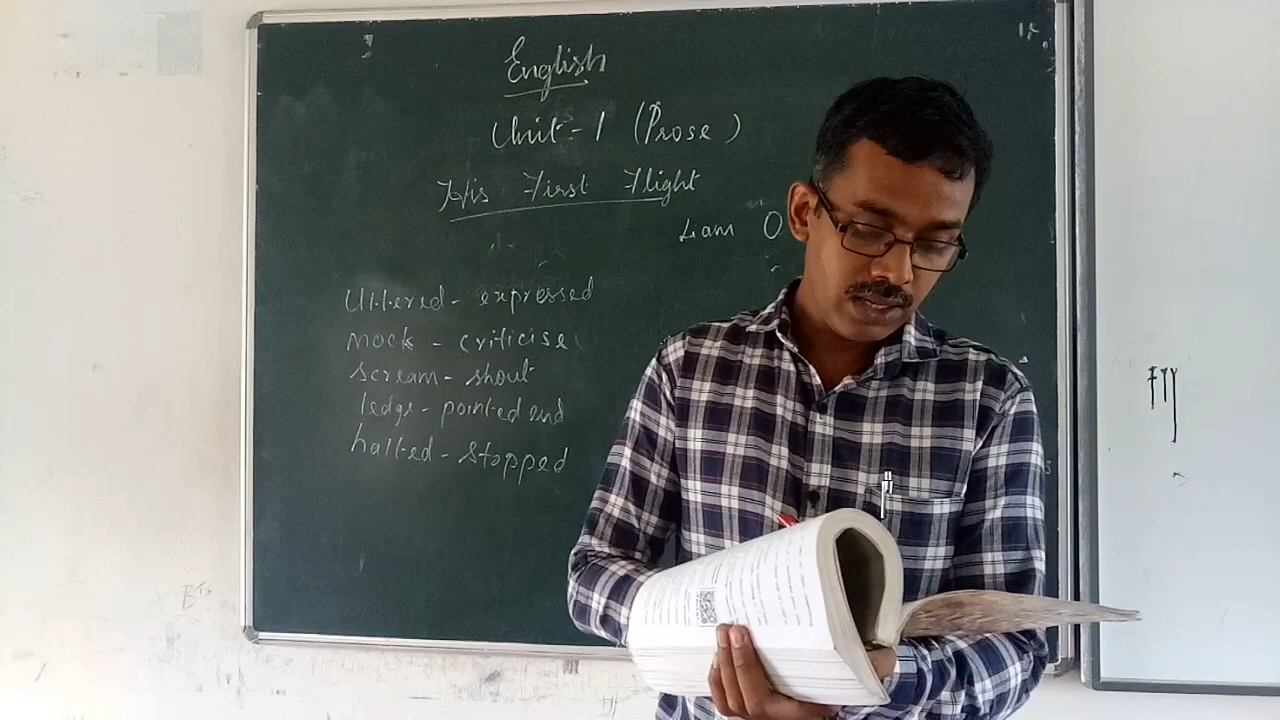 English
Unit-1 (Prose)
His First Flight
Liam O
Uttered - expressed
mock - criticise
scream - shout
ledge - pointed end
halted - stopped